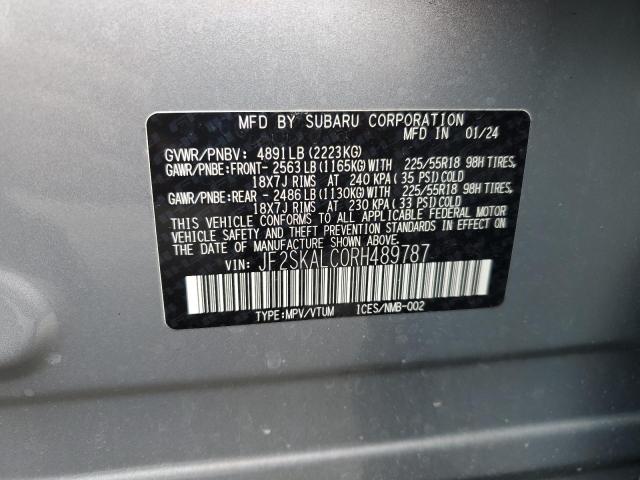 MFD BY SUBARU CORPORATION
MFD IN 01/24
GVWR/PNBV: 4891LB (2223KG)
GAWR/PNBE:FRONT- 2563LB(1165KG)WITH 225/55R18 98H TIRES,
18X7J RIMS AT 240 KPA(35 PSI)COLD
GAWR/PNBE:REAR - 2486LB(1130KG)WITH 225/55R18 98H TIRES,
18X7J RIMS AT 230 KPA(33 PSI)COLD
THIS VEHICLE CONFORMS TO ALL APPLICABLE FEDERAL MOTOR
VEHICLE SAFETY AND THEFT PREVENTION STANDARDS IN EFFECT ON
THE DATE OF MANUFACTURE SHOWN ABOVE.
VIN: JF2SKALC0RH489787
TYPE:MPV/VTUM ICES/NMB-002